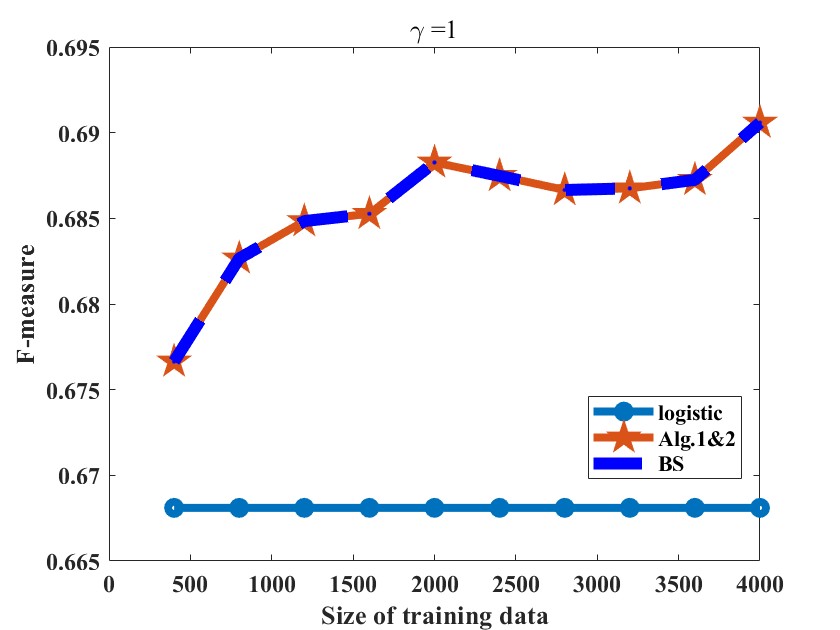 γ =1
0.695
0.69
0.685
0.68
0.675
0.67
0.665
F-measure
logistic
Alg.1&2
BS
0 500 1000 1500 2000 2500 3000 3500 4000
Size of training data